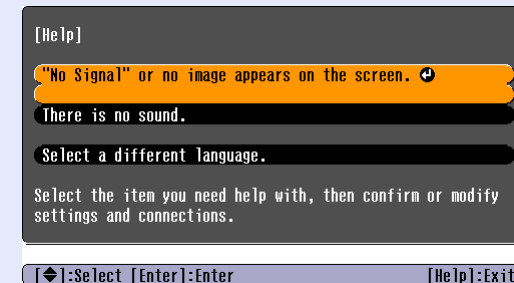 [Help]
"No Signal" or no image appears on the screen.
There is no sound.
Select a different language.
Select the item you need help with, then confirm or modify
settings and connections.
[◆]:Select [Enter]:Enter [Help]:Exit